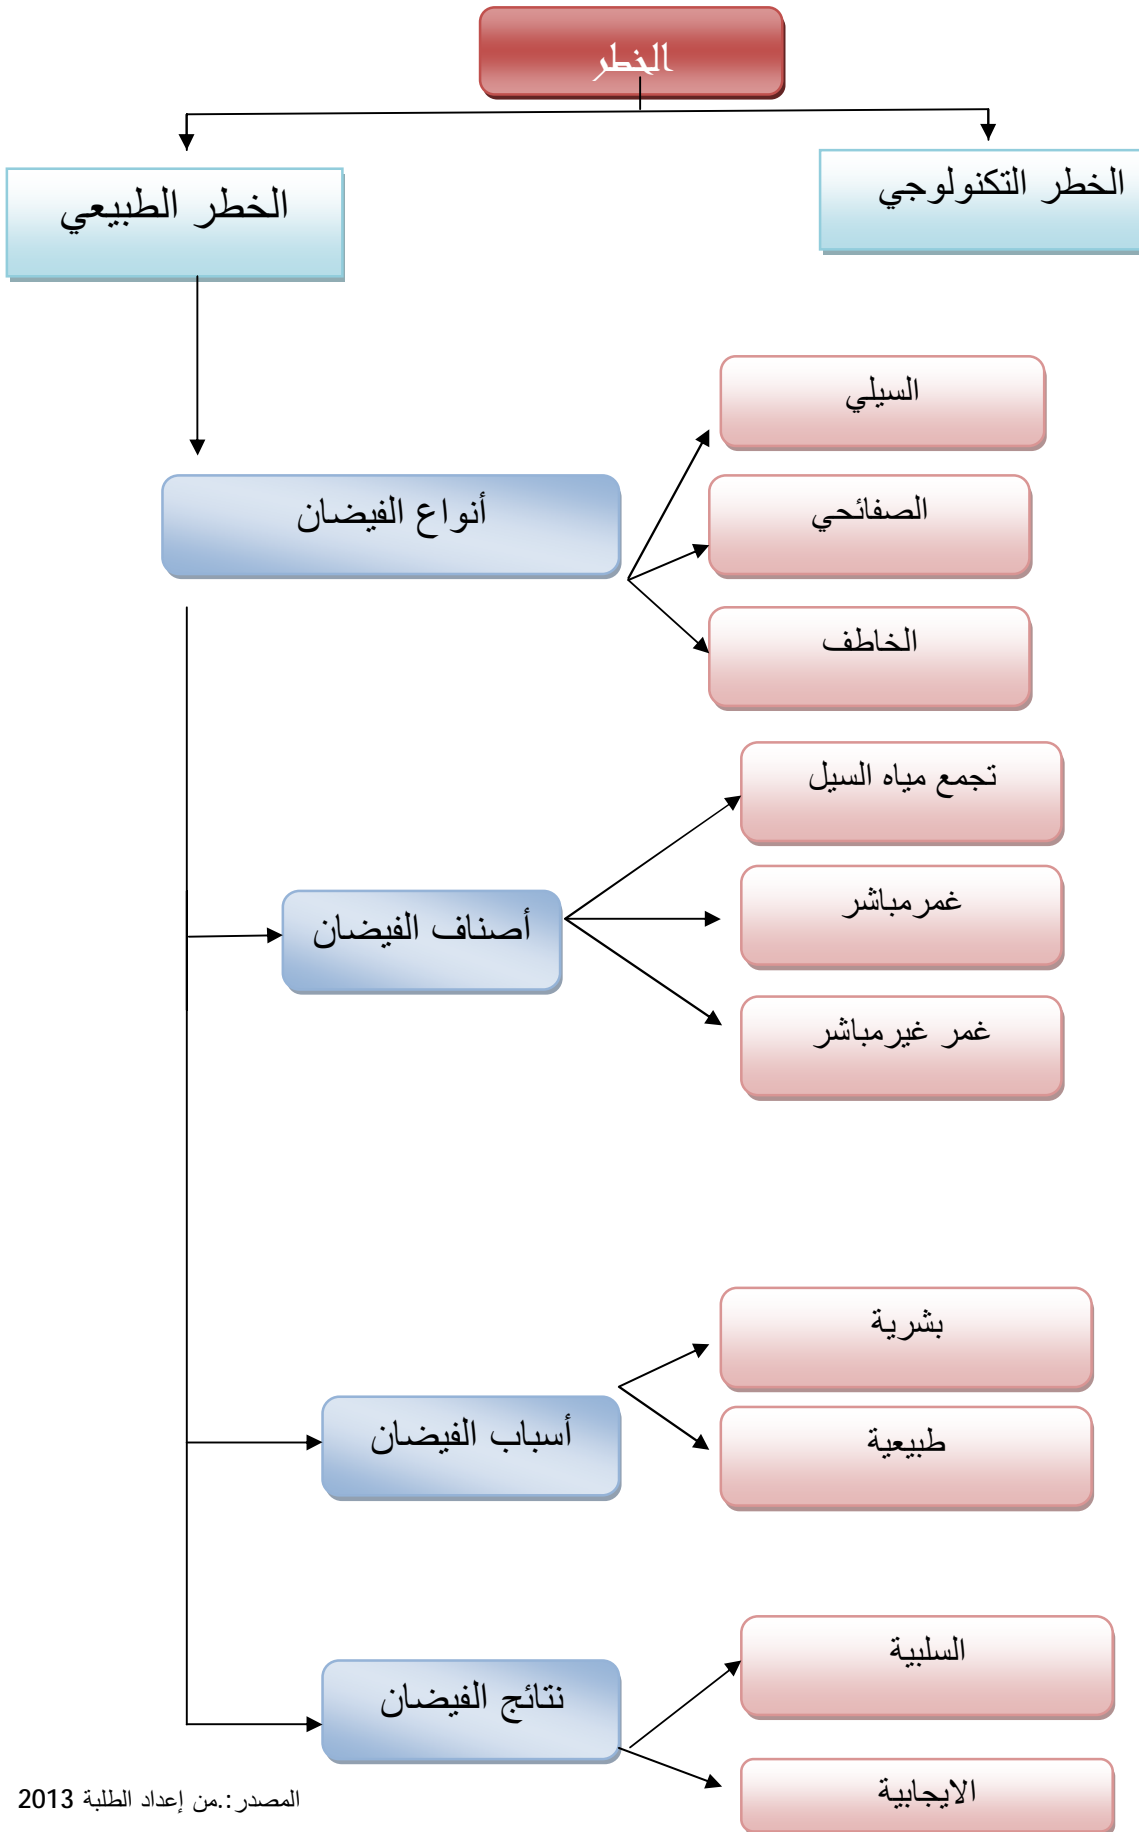 الخطر
الخطر التكنولوجي
الخطر الطبيعي
السيلي
أنواع الفيضان
الصفائحي
الخاطف
تجمع مياه السيل
أصناف الفيضان
غمرمباشر
غمر غيرمباشر
بشرية
أسباب الفيضان
طبيعية
السلبية
نتائج الفيضان
الايجابية
المصدر:.من إعداد الطلبة 2013